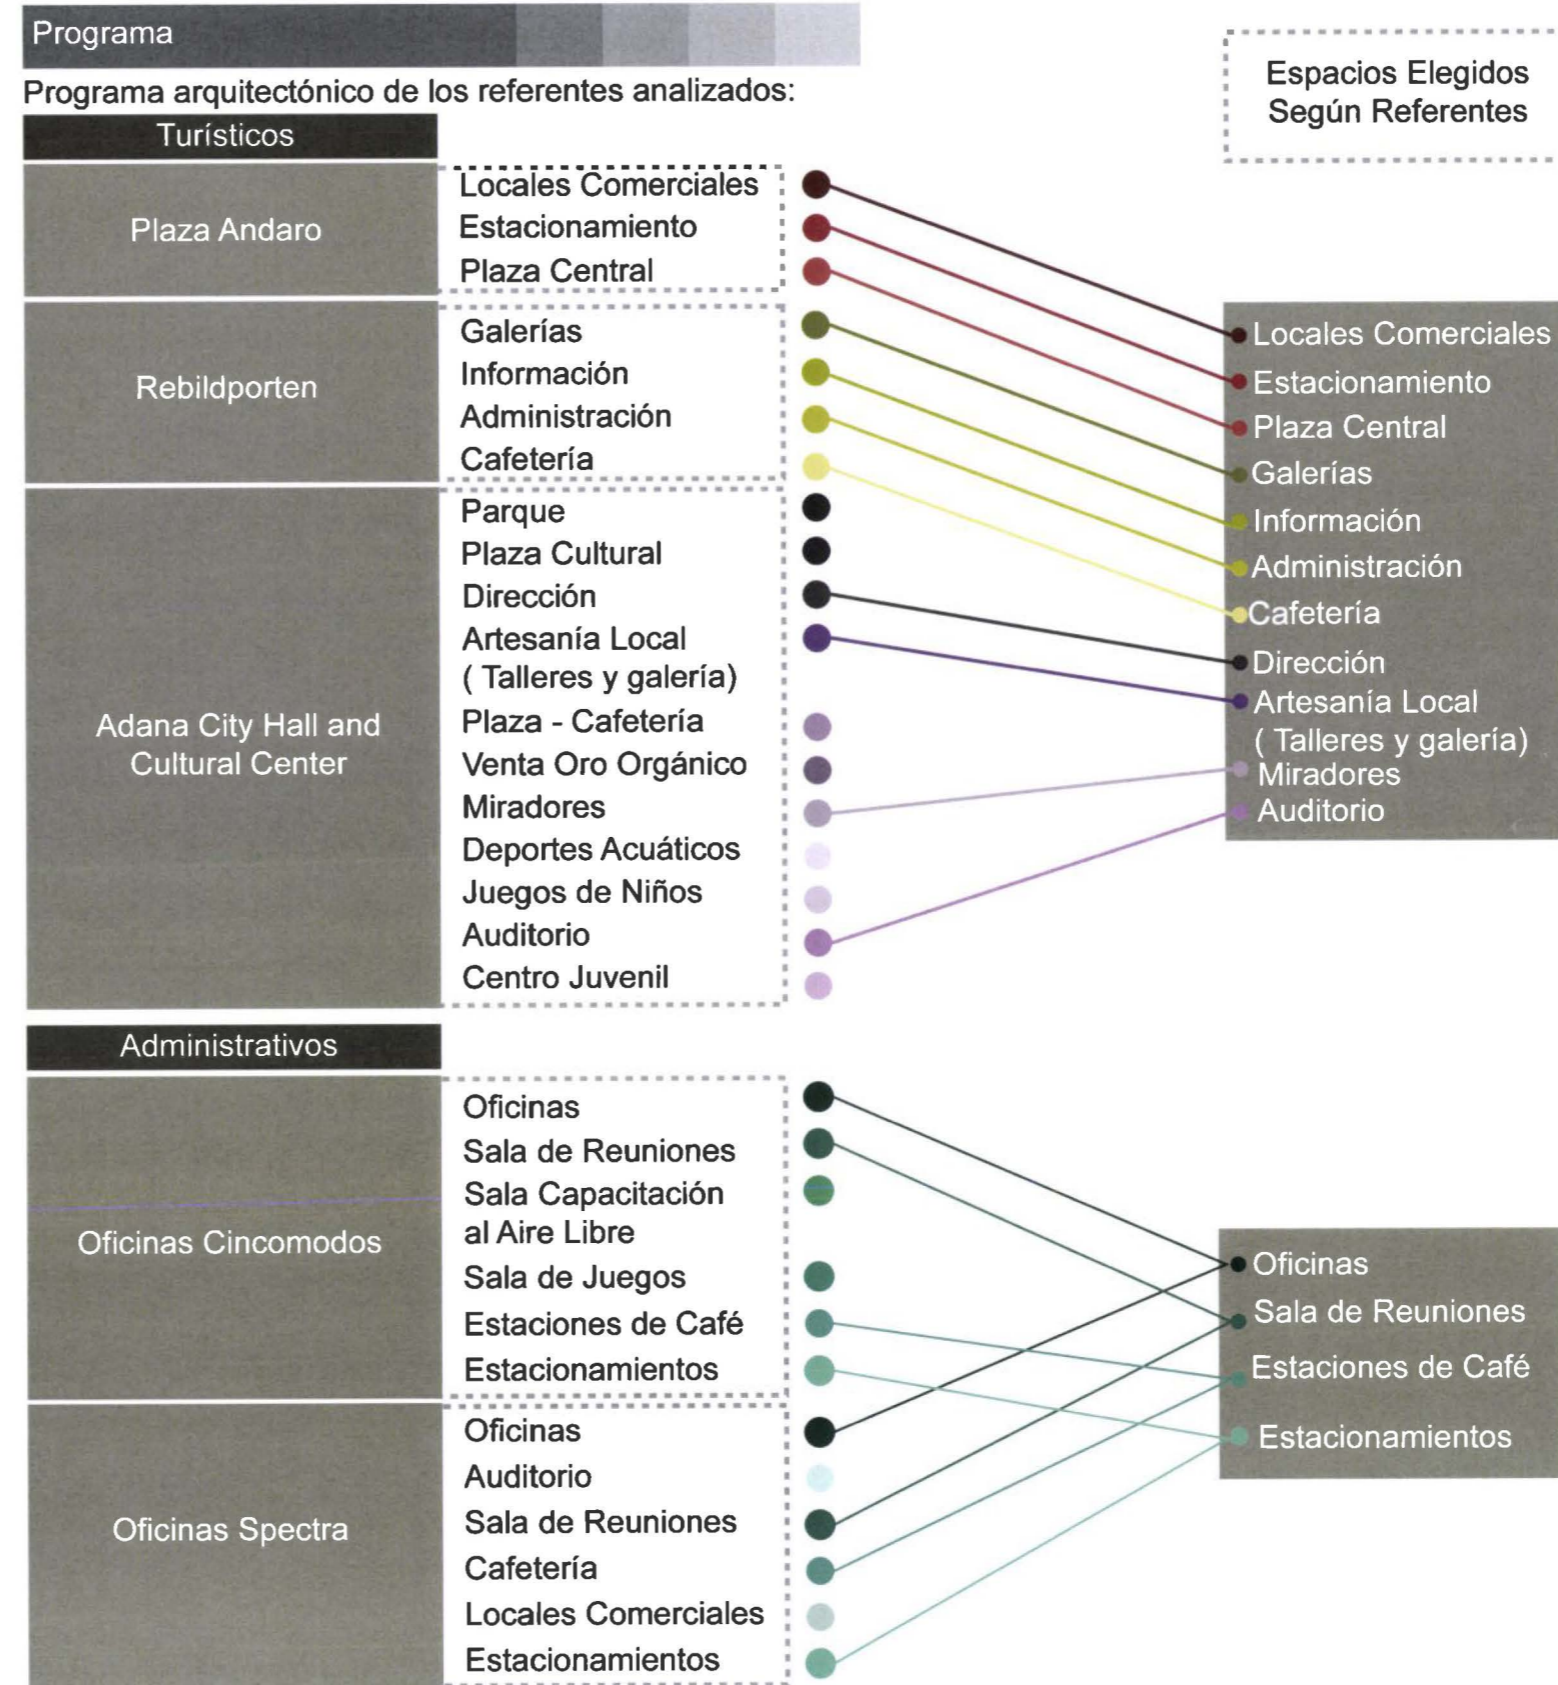 Programa
Programa arquitectónico de los referentes analizados:
Espacios Elegidos
Según Referentes
Turísticos
Plaza Andaro
Locales Comerciales
Estacionamiento
Plaza Central
Rebildporten
Galerías
Información
Administración
Cafetería
Adana City Hall and
Cultural Center
Parque
Plaza Cultural
Dirección
Artesanía Local
( Talleres y galería)
Plaza - Cafetería
Venta Oro Orgánico
Miradores
Deportes Acuáticos
Juegos de Niños
Auditorio
Centro Juvenil
Locales Comerciales
Estacionamiento
Plaza Central
Galerías
Información
Administración
Cafetería
Dirección
Artesanía Local
( Talleres y galería)
Miradores
Auditorio
Administrativos
Oficinas Cincomodos
Oficinas
Sala de Reuniones
Sala Capacitación
al Aire Libre
Sala de Juegos
Estaciones de Café
Estacionamientos
Oficinas Spectra
Oficinas
Auditorio
Sala de Reuniones
Cafetería
Locales Comerciales
Estacionamientos
Oficinas
Sala de Reuniones
Estaciones de Café
Estacionamientos